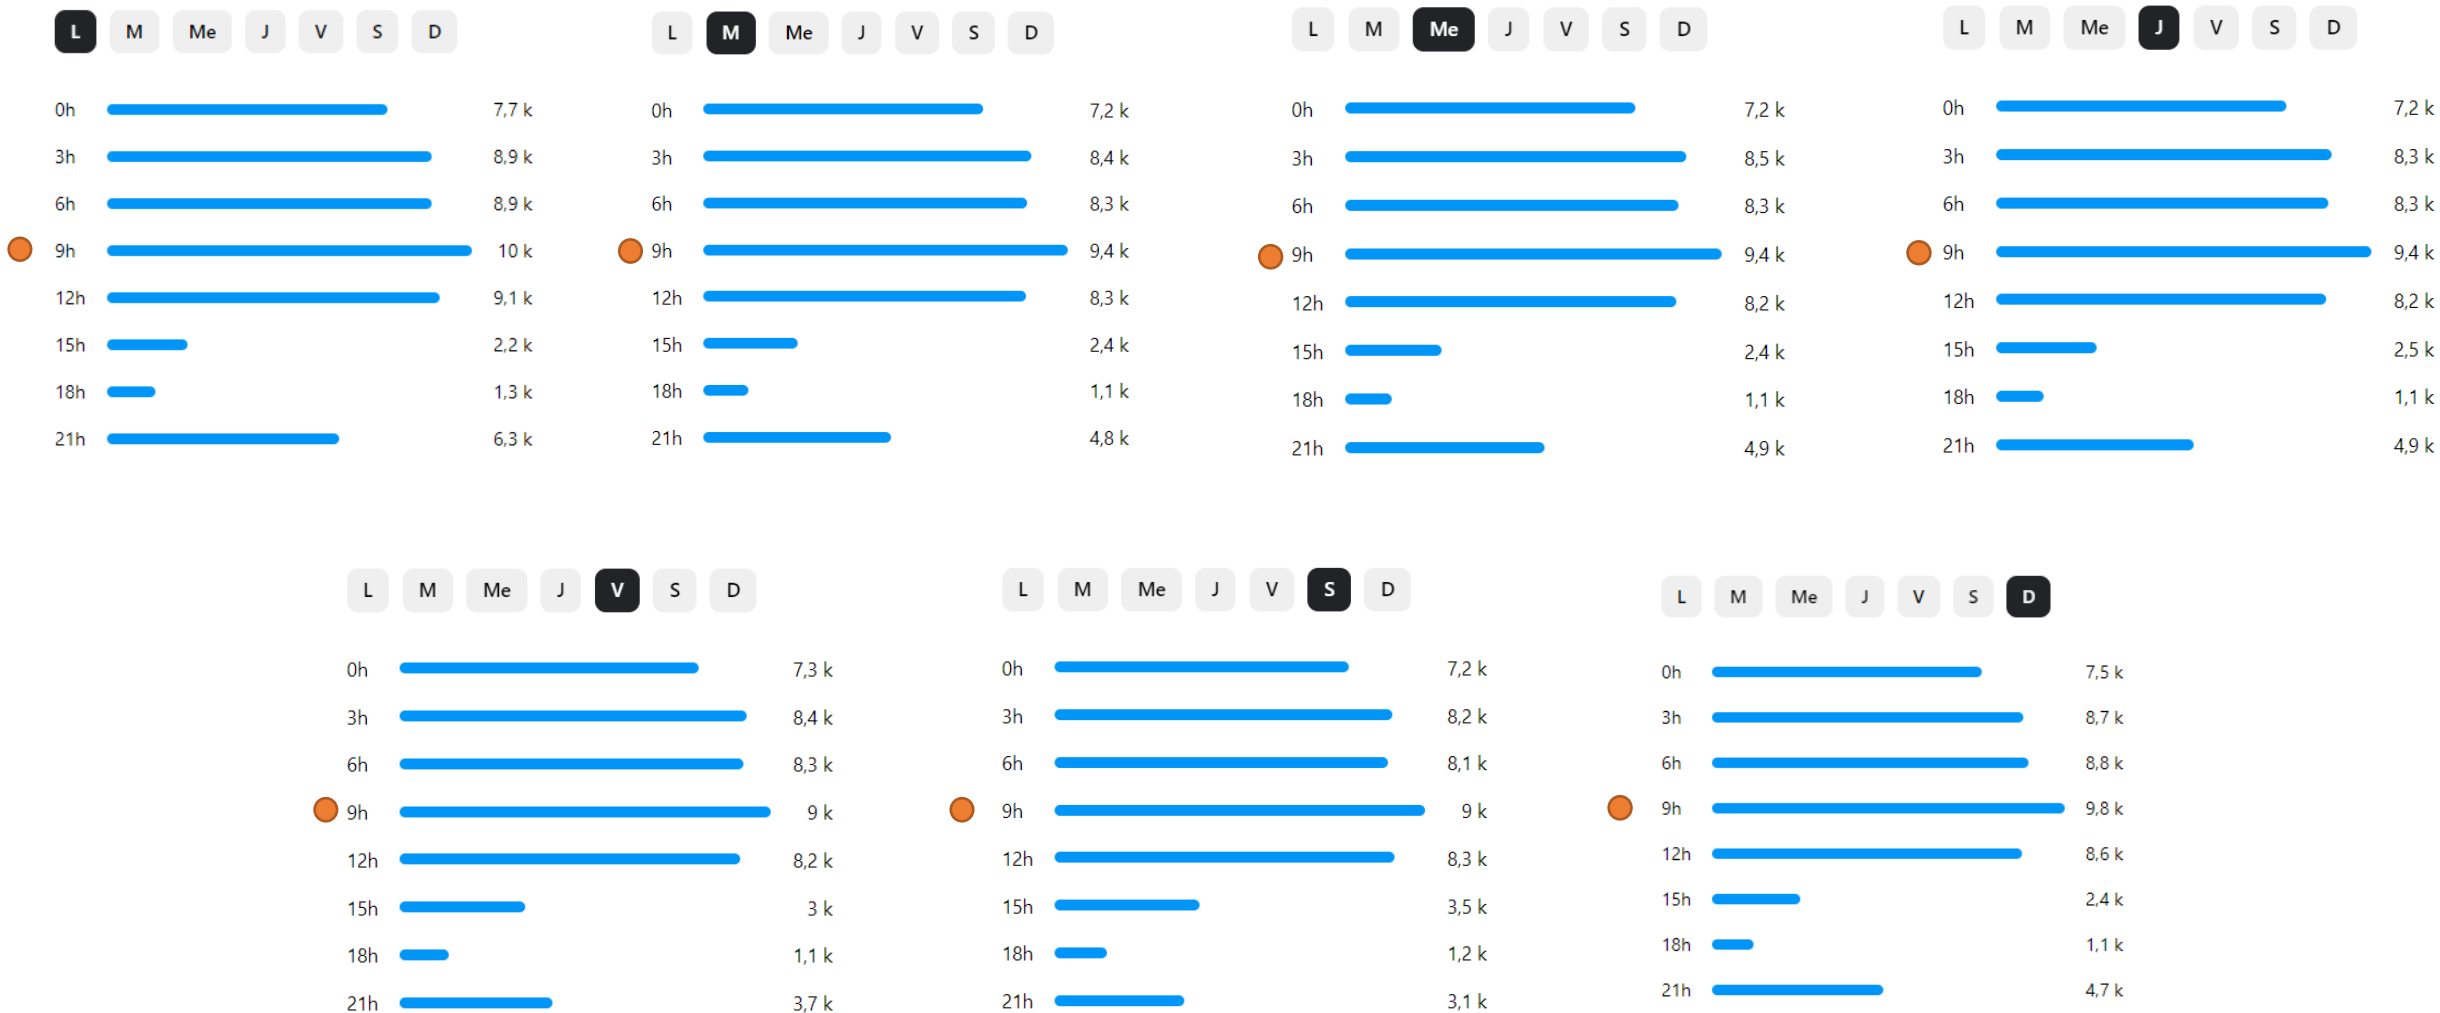 L M Me J V S D
0h 7,7 k
3h 8,9 k
6h 8,9 k
9h 10 k
12h 9,1 k
15h 2,2 k
18h 1,3 k
21h 6,3 k
L M Me J V S D
0h 7,2 k
3h 8,4 k
6h 8,3 k
9h 9,4 k
12h 8,3 k
15h 2,4 k
18h 1,1 k
21h 4,8 k
L M Me J V S D
0h 7,2 k
3h 8,5 k
6h 8,3 k
9h 9,4 k
12h 8,2 k
15h 2,4 k
18h 1,1 k
21h 4,9 k
L M Me J V S D
0h 7,2 k
3h 8,3 k
6h 8,3 k
9h 9,4 k
12h 8,2 k
15h 2,5 k
18h 1,1 k
21h 4,9 k
L M Me J V S D
0h 7,3 k
3h 8,4 k
6h 8,3 k
9h 9 k
12h 8,2 k
15h 3 k
18h 1,1 k
21h 3,7 k
L M Me J V S D
0h 7,2 k
3h 8,2 k
6h 8,1 k
9h 9 k
12h 8,3 k
15h 3,5 k
18h 1,2 k
21h 3,1 k
L M Me J V S D
0h 7,5 k
3h 8,7 k
6h 8,8 k
9h 9,8 k
12h 8,6 k
15h 2,4 k
18h 1,1 k
21h 4,7 k